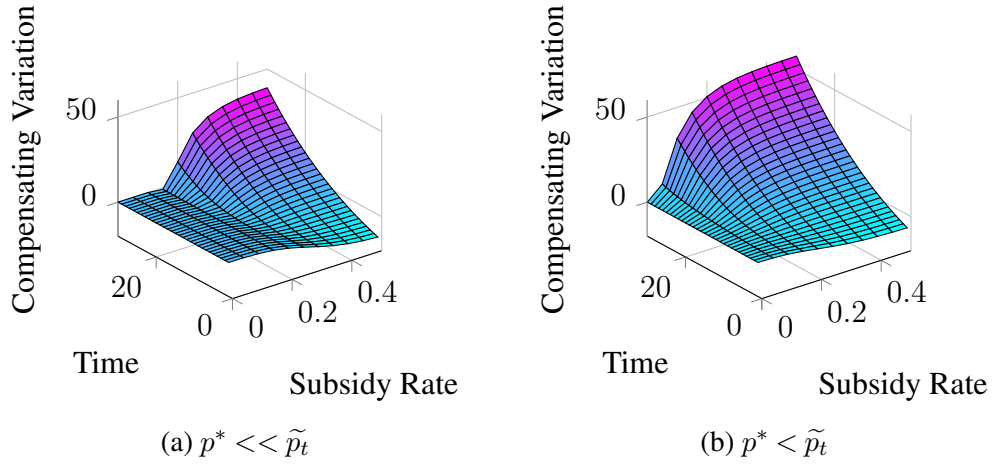 Compensating Variation
50
0
20
0
0
0.2
0.4
Time
Subsidy Rate
(a) p* << p̃_t
Compensating Variation
50
0
20
0
0
0.2
0.4
Time
Subsidy Rate
(b) p* < p̃_t